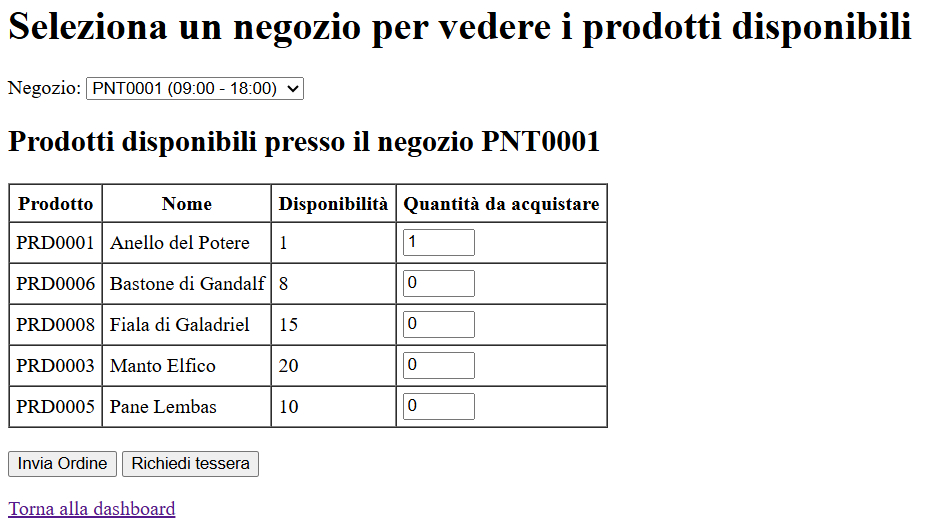 Seleziona un negozio per vedere i prodotti disponibili
Negozio: PNT0001 (09:00 - 18:00)
Prodotti disponibili presso il negozio PNT0001
Prodotto Nome Disponibilità Quantità da acquistare
PRD0001 Anello del Potere 1 1
PRD0006 Bastone di Gandalf 8 0
PRD0008 Fiala di Galadriel 15 0
PRD0003 Manto Elfico 20 0
PRD0005 Pane Lembas 10 0
Invia Ordine Richiedi tessera
Torna alla dashboard